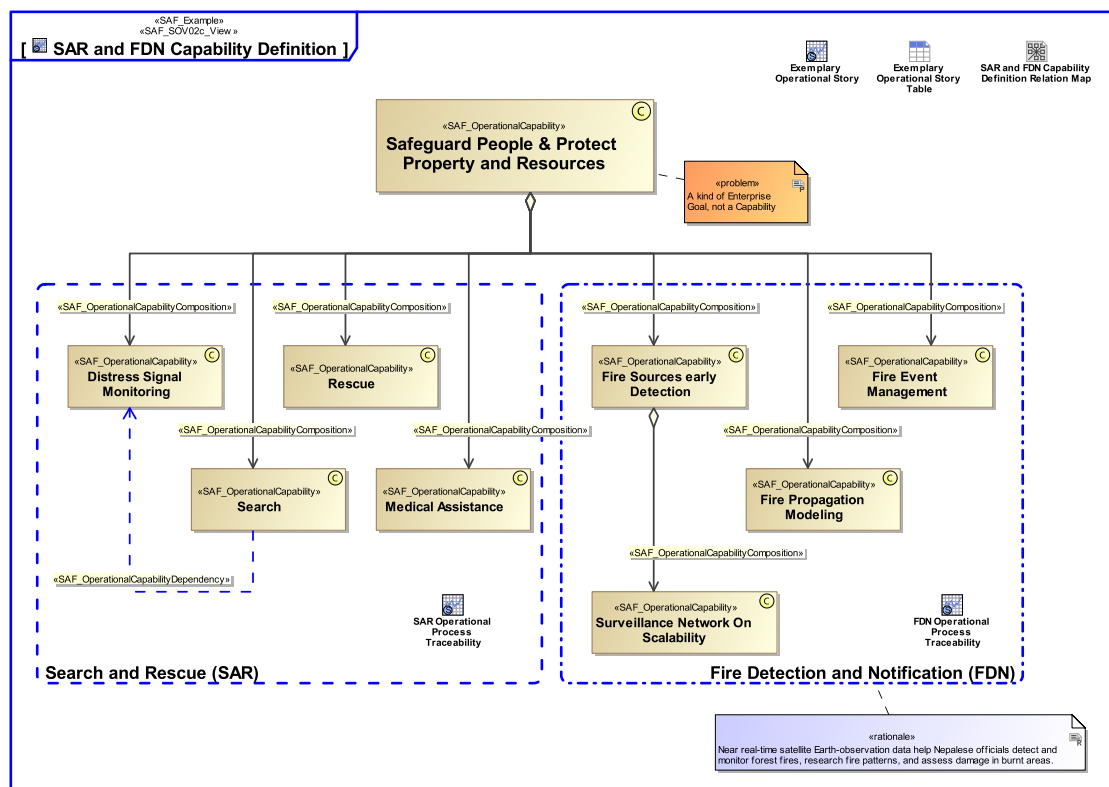 «SAF_Example»
«SAF_SOV02c_View»
[ SAR and FDN Capability Definition ]
Exemplary
Operational Story
Exemplary
Operational Story
Table
SAR and FDN Capability
Definition Relation Map
C
«SAF_OperationalCapability»
Safeguard People & Protect
Property and Resources
«problem»
A kind of Enterprise
Goal, not a Capability
P
«SAF_OperationalCapabilityComposition»
«SAF_OperationalCapabilityComposition»
«SAF_OperationalCapabilityComposition»
«SAF_OperationalCapabilityComposition»
C
«SAF_OperationalCapability»
Distress Signal
Monitoring
C
«SAF_OperationalCapability»
Rescue
C
«SAF_OperationalCapability»
Fire Sources early
Detection
C
«SAF_OperationalCapability»
Fire Event
Management
«SAF_OperationalCapabilityComposition»
«SAF_OperationalCapabilityComposition»
«SAF_OperationalCapabilityComposition»
C
«SAF_OperationalCapability»
Search
C
«SAF_OperationalCapability»
Medical Assistance
C
«SAF_OperationalCapability»
Fire Propagation
Modeling
«SAF_OperationalCapabilityComposition»
«SAF_OperationalCapabilityDependency»
C
«SAF_OperationalCapability»
Surveillance Network On
Scalability
SAR Operational
Process
Traceability
FDN Operational
Process
Traceability
Search and Rescue (SAR)
Fire Detection and Notification (FDN)
«rationale»
R
Near real-time satellite Earth-observation data help Nepalese officials detect and
monitor forest fires, research fire patterns, and assess damage in burnt areas.